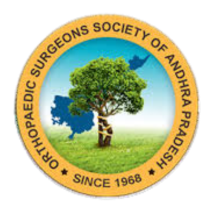 ORTHOPAEDIC SURGEONS SOCIETY OF ANDHRA PRADESH
SINCE 1968